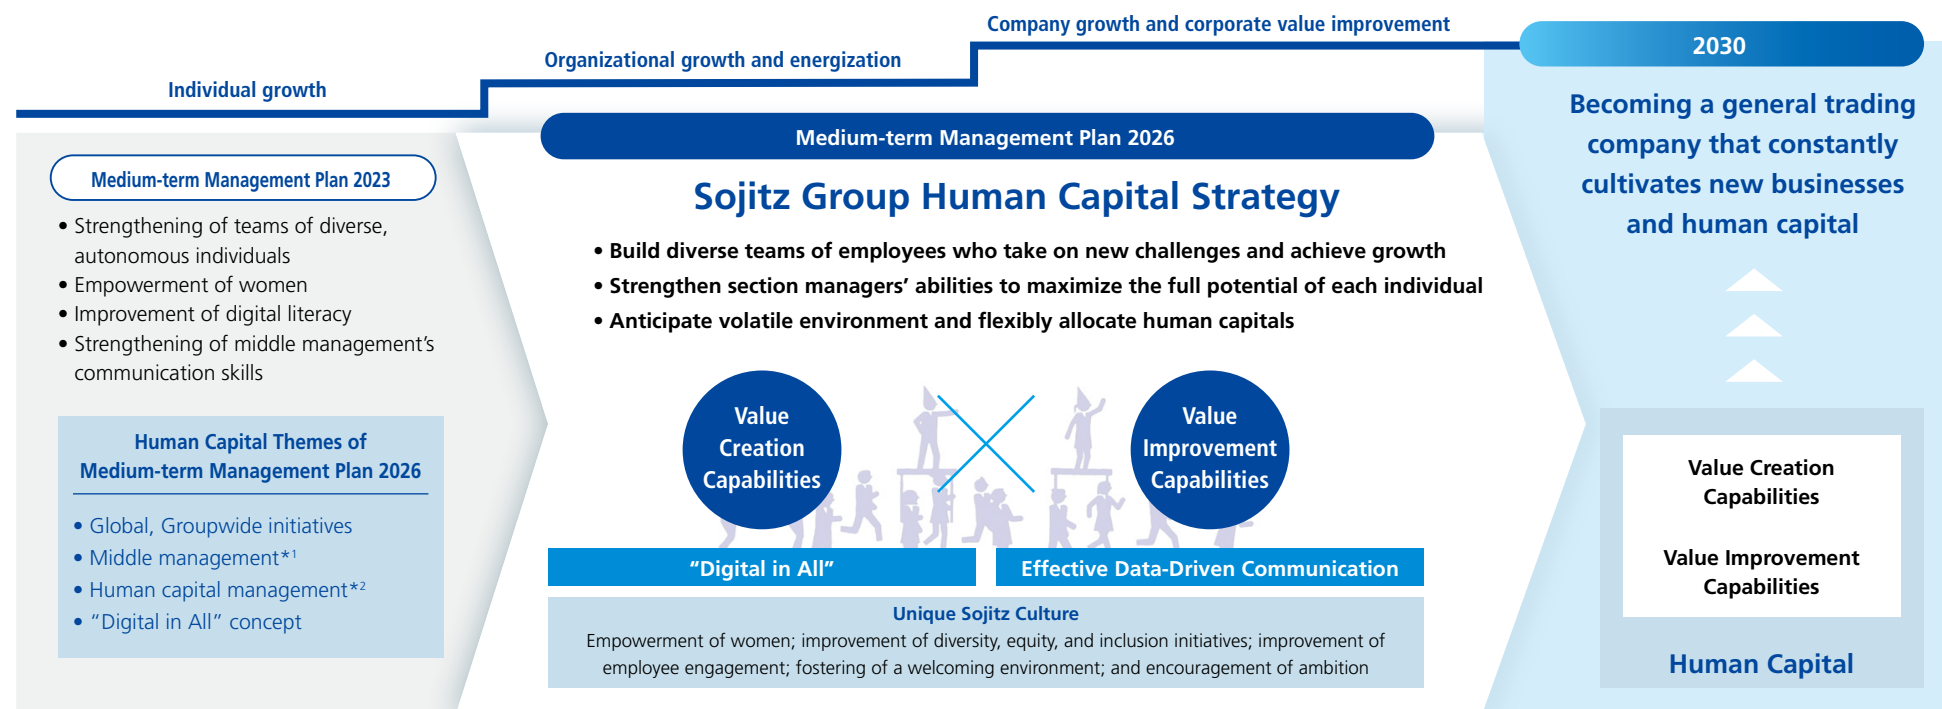 Individual growth
Organizational growth and energization
Company growth and corporate value improvement
Medium-term Management Plan 2023
• Strengthening of teams of diverse,
autonomous individuals
• Empowerment of women
• Improvement of digital literacy
• Strengthening of middle management’s
communication skills
Human Capital Themes of
Medium-term Management Plan 2026
• Global, Groupwide initiatives
• Middle management*1
• Human capital management*2
• “Digital in All” concept
Medium-term Management Plan 2026
Sojitz Group Human Capital Strategy
• Build diverse teams of employees who take on new challenges and achieve growth
• Strengthen section managers’ abilities to maximize the full potential of each individual
• Anticipate volatile environment and flexibly allocate human capitals
Value
Creation
Capabilities
Value
Improvement
Capabilities
“Digital in All”
Effective Data-Driven Communication
Unique Sojitz Culture
Empowerment of women; improvement of diversity, equity, and inclusion initiatives; improvement of
employee engagement; fostering of a welcoming environment; and encouragement of ambition
2030
Becoming a general trading
company that constantly
cultivates new businesses
and human capital
Value Creation
Capabilities
Value Improvement
Capabilities
Human Capital